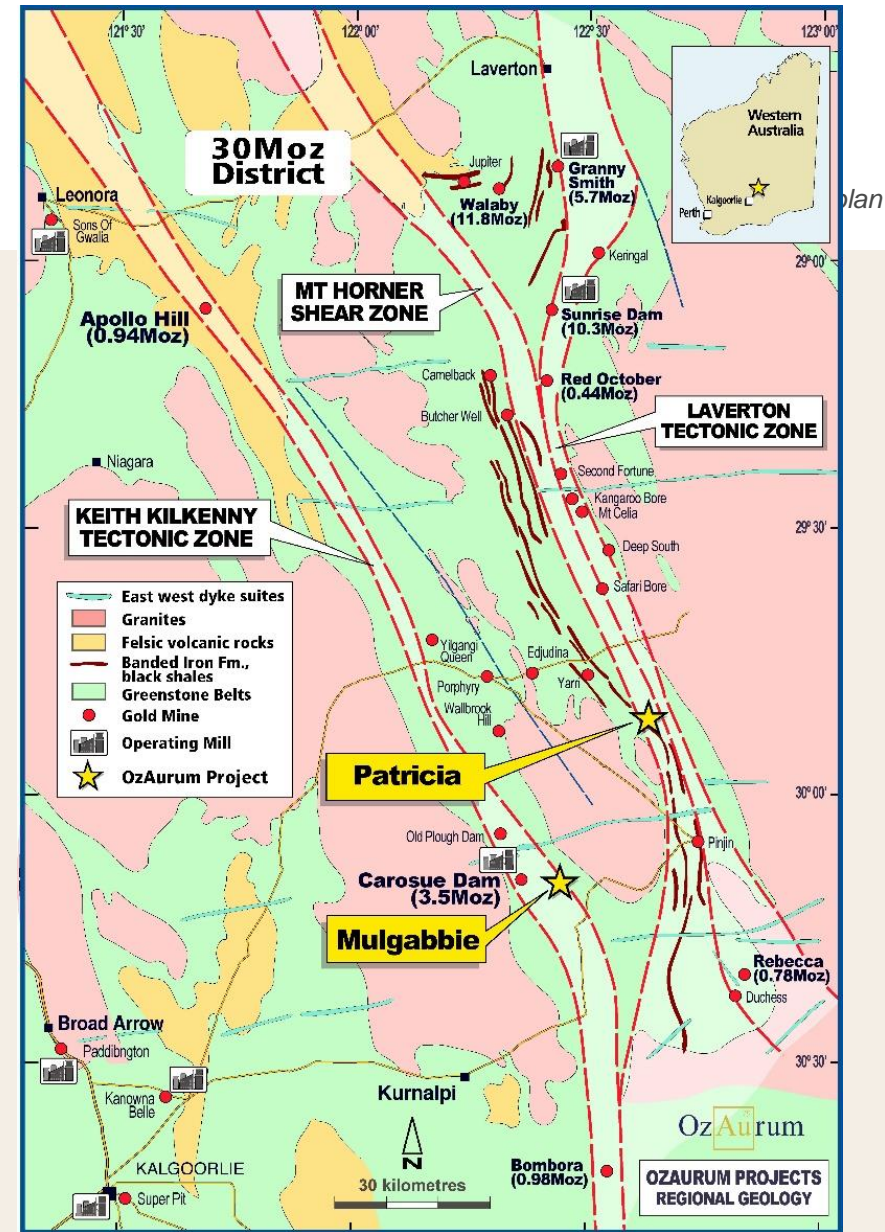 121° 30'
122° 00'
122° 30'
123° 00'
Laverton
Western
Australia
Kalgoorlie
Perth
plan
30Moz
District
Jupiter
Walaby
(11.8Moz)
Granny
Smith
(5.7Moz)
Leonora
Sons Of
Gwalia
Keringal
29° 00'
MT HORNER
SHEAR ZONE
Apollo Hill
(0.94Moz)
Sunrise Dam
(10.3Moz)
Camelback
Red October
(0.44Moz)
Butcher Well
LAVERTON
TECTONIC ZONE
Niagara
Second Fortune
Kangaroo Bore
Mt Celia
KEITH KILKENNY
TECTONIC ZONE
29° 30'
Deep South
Safari Bore
East west dyke suites
Granites
Felsic volcanic rocks
Banded Iron Fm.,
black shales
Greenstone Belts
Gold Mine
Operating Mill
OzAurum Project
Yilgangi
Queen
Edjudina
Porphyry
Yarn
Wallbrook
Hill
Patricia
30° 00'
Old Plough Dam
Pinjin
Carosue Dam
(3.5Moz)
Mulgabbie
Rebecca
(0.78Moz)
Duchess
Broad Arrow
Paddibngton
30° 30'
Kanowna
Belle
Kurnalpi
N
30 kilometres
KALGOORLIE
Super Pit
Bombora
(0.98Moz)
OzAurum
OZAURUM PROJECTS
REGIONAL GEOLOGY